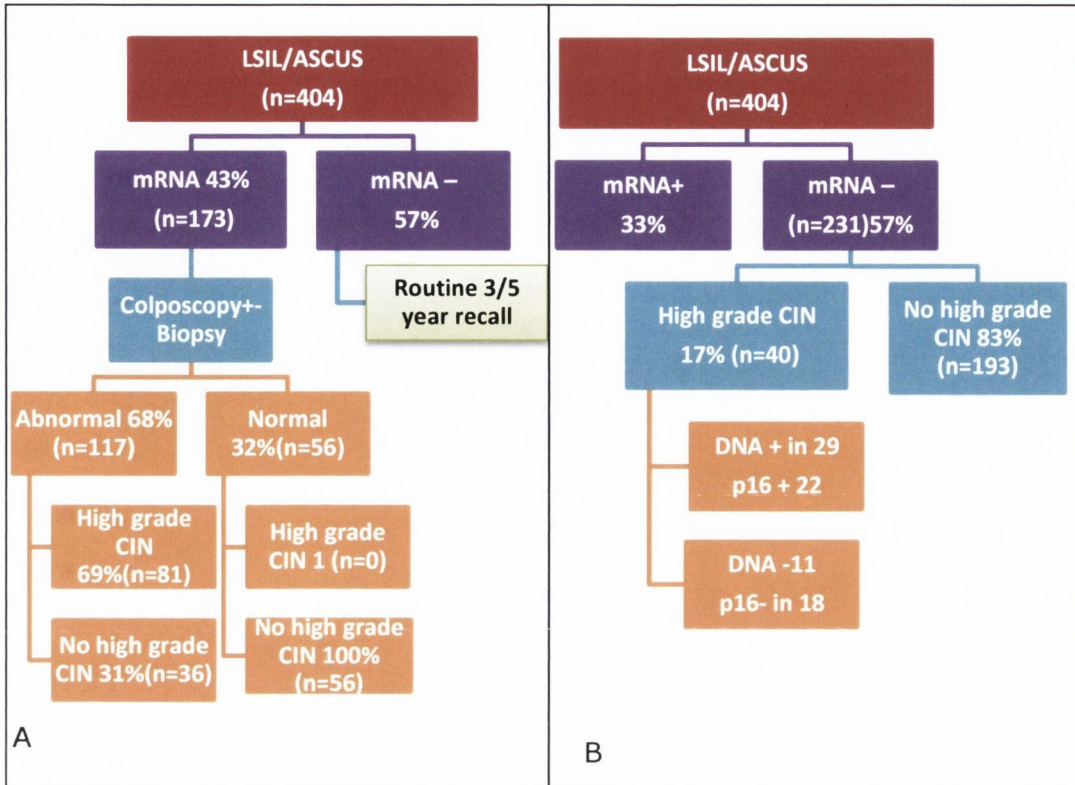 LSIL/ASCUS
(n=404)
mRNA 43%
(n=173)
mRNA –
57%
Colposcopy+-
Biopsy
Routine 3/5
year recall
Abnormal 68%
(n=117)
Normal
32%(n=56)
High grade
CIN
69%(n=81)
High grade
CIN 1 (n=0)
No high grade
CIN 31%(n=36)
No high grade
CIN 100%
(n=56)
A
LSIL/ASCUS
(n=404)
mRNA+
33%
mRNA –
(n=231)57%
High grade CIN
17% (n=40)
No high grade
CIN 83%
(n=193)
DNA + in 29
p16 + 22
DNA -11
p16- in 18
B